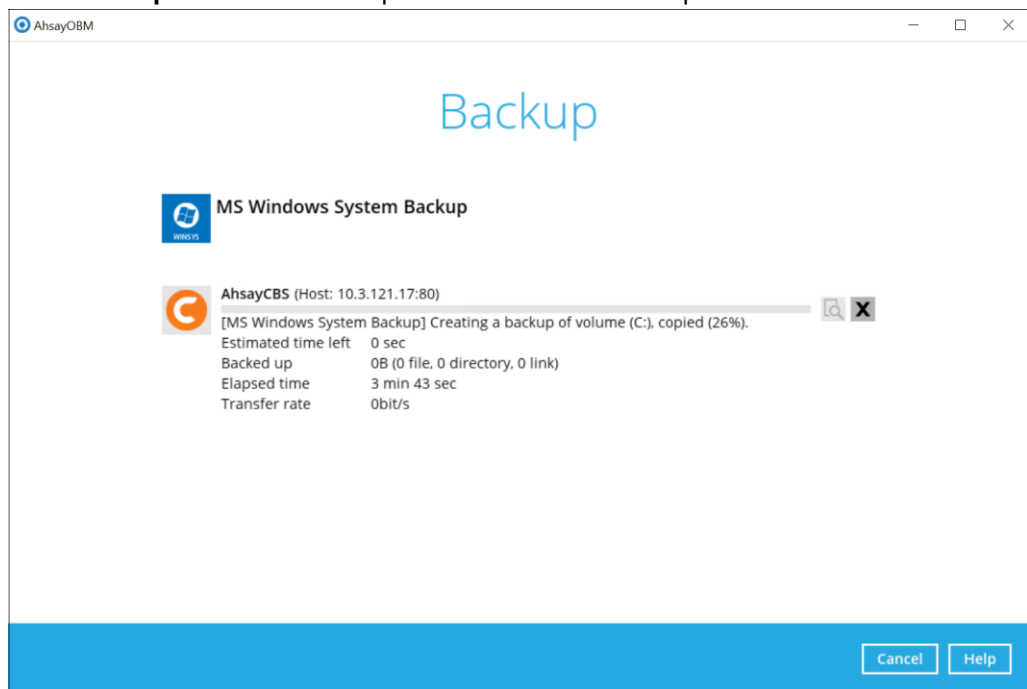 AhsayOBM
Backup
WINSYS
MS Windows System Backup
AhsayCBS (Host: 10.3.121.17:80)
X
[MS Windows System Backup] Creating a backup of volume (C:), copied (26%).
Estimated time left 0 sec
Backed up 0B (0 file, 0 directory, 0 link)
Elapsed time 3 min 43 sec
Transfer rate 0bit/s
Cancel Help